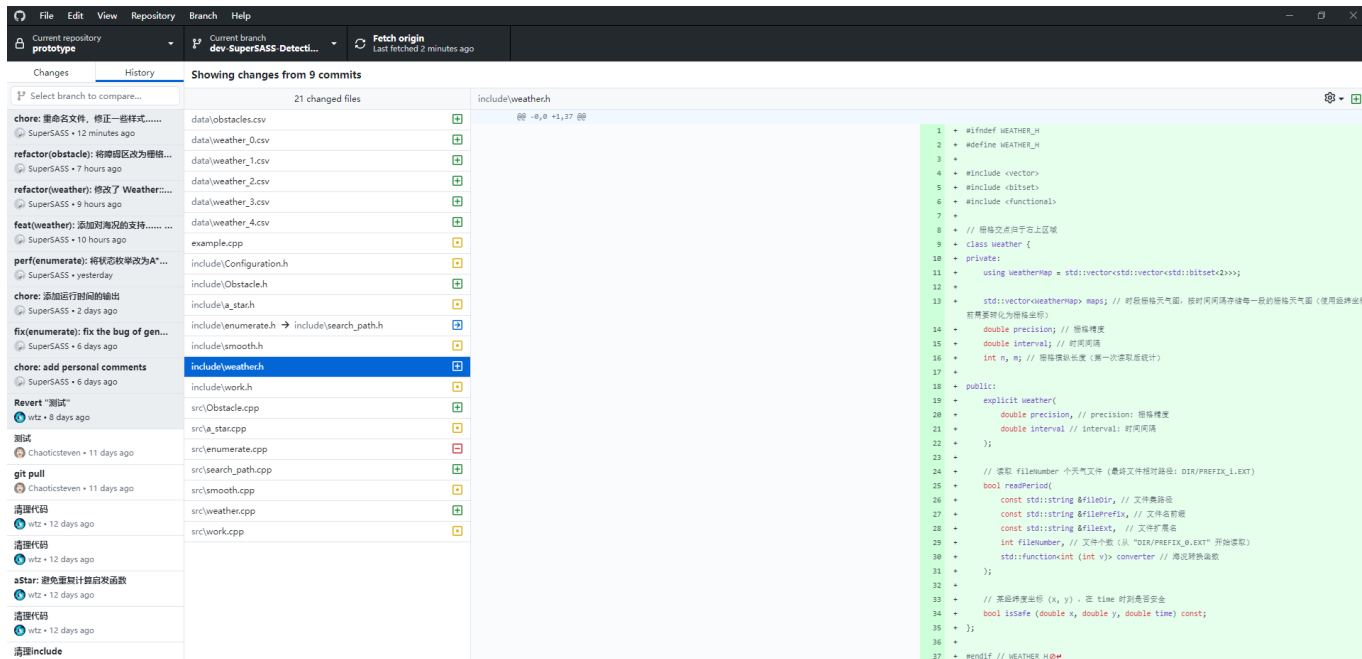 File Edit View Repository Branch Help
Current repository
prototype
Current branch
dev-SuperSASS-Detecti...
Fetch origin
Last fetched 2 minutes ago
Changes History
Select branch to compare...
chore: 重命名文件，修正一些样式......
SuperSASS • 12 minutes ago
refactor(obstacle): 将障碍区改为栅格...
SuperSASS • 7 hours ago
refactor(weather): 修改了 Weather::...
SuperSASS • 9 hours ago
feat(weather): 添加对海况的支持...... ...
SuperSASS • 10 hours ago
perf(enumerate): 将状态枚举改为A*...
SuperSASS • yesterday
chore: 添加运行时间的输出
SuperSASS • 2 days ago
fix(enumerate): fix the bug of gen...
SuperSASS • 6 days ago
chore: add personal comments
SuperSASS • 6 days ago
Revert "测试"
wtz • 8 days ago
测试
Chaoticsteven • 11 days ago
git pull
Chaoticsteven • 11 days ago
清理代码
wtz • 12 days ago
清理代码
wtz • 12 days ago
aStar: 避免重复计算启发函数
wtz • 12 days ago
清理代码
wtz • 12 days ago
清理include
Showing changes from 9 commits
21 changed files
data\obstacles.csv
data\weather_0.csv
data\weather_1.csv
data\weather_2.csv
data\weather_3.csv
data\weather_4.csv
example.cpp
include\Configuration.h
include\Obstacle.h
include\a_star.h
include\enumerate.h → include\search_path.h
include\smooth.h
include\weather.h
include\work.h
src\Obstacle.cpp
src\a_star.cpp
src\enumerate.cpp
src\search_path.cpp
src\smooth.cpp
src\weather.cpp
src\work.cpp
include\weather.h
@@ -0,0 +1,37 @@
1 + #ifndef WEATHER_H
2 + #define WEATHER_H
3 +
4 + #include <vector>
5 + #include <bitset>
6 + #include <functional>
7 +
8 + // 栅格交点归于右上区域
9 + class Weather {
10 + private:
11 + using WeatherMap = std::vector<std::vector<std::bitset<2>>>;
12 +
13 + std::vector<WeatherMap> maps; // 时段栅格天气图，按时间间隔存储每一段的栅格天气图（使用经纬坐标
前需要转化为栅格坐标）
14 + double precision; // 栅格精度
15 + double interval; // 时间间隔
16 + int n, m; // 栅格横纵长度（第一次读取后统计）
17 +
18 + public:
19 + explicit Weather(
20 + double precision, // precision: 栅格精度
21 + double interval // interval: 时间间隔
22 + );
23 +
24 + // 读取 fileNumber 个天气文件 (最终文件相对路径: DIR/PREFIX_i.EXT)
25 + bool readPeriod(
26 + const std::string &fileDir, // 文件夹路径
27 + const std::string &filePrefix, // 文件名前缀
28 + const std::string &fileExt, // 文件扩展名
29 + int fileNumber, // 文件个数（从 "DIR/PREFIX_0.EXT" 开始读取）
30 + std::function<int (int v)> converter // 海况转换函数
31 + );
32 +
33 + // 某经纬度坐标 (x, y) ，在 time 时刻是否安全
34 + bool isSafe (double x, double y, double time) const;
35 + };
36 +
37 + #endif // WEATHER_H